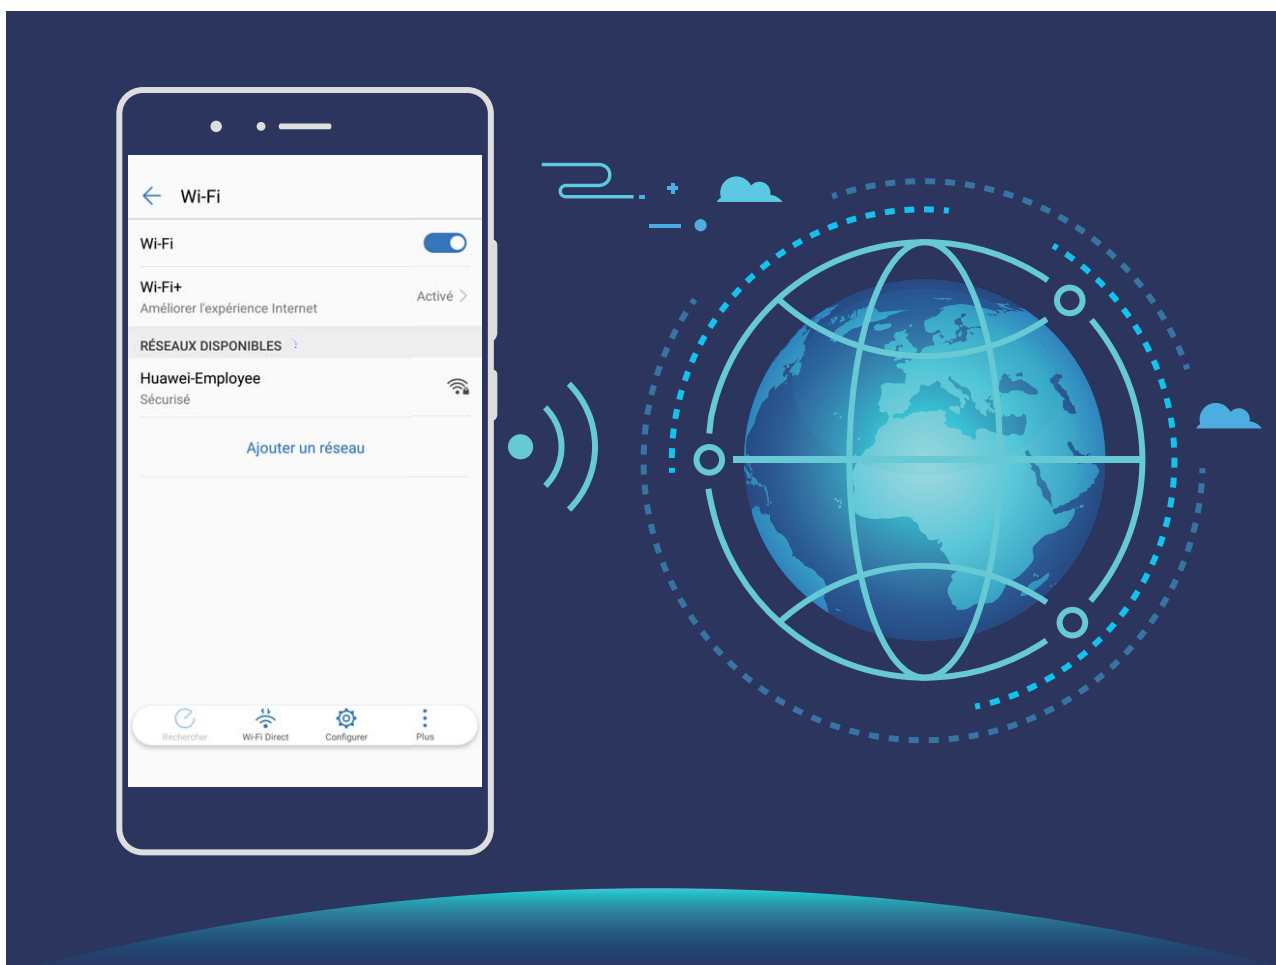 Wi-Fi
Wi-Fi
Wi-Fi+
Améliorer l'expérience Internet
Activé
RÉSEAUX DISPONIBLES
Huawei-Employee
Sécurisé
Ajouter un réseau
Rechercher
Wi-Fi Direct
Configurer
Plus